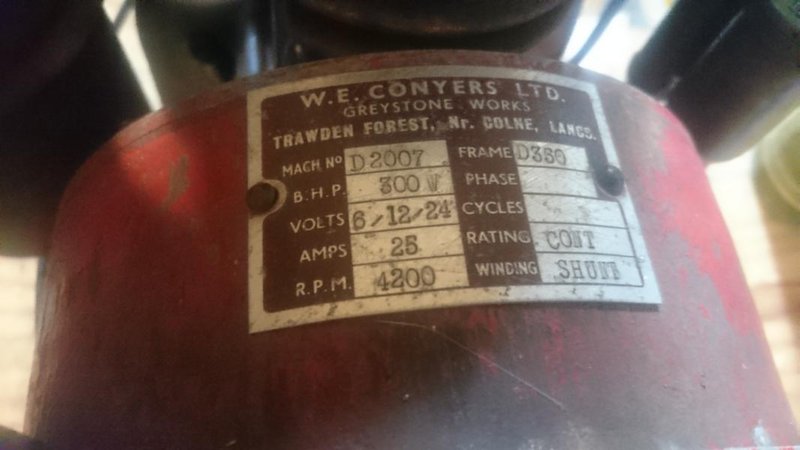 W.E. CONYERS LTD.
GREYSTONE WORKS
TRAWDEN FOREST, Nr. COLNE, LANCS.
MACH NO D2007 FRAME D360
B.H.P. 300 W PHASE
VOLTS 6/12/24 CYCLES
AMPS 25 RATING CONT
R.P.M. 4200 WINDING SHUNT